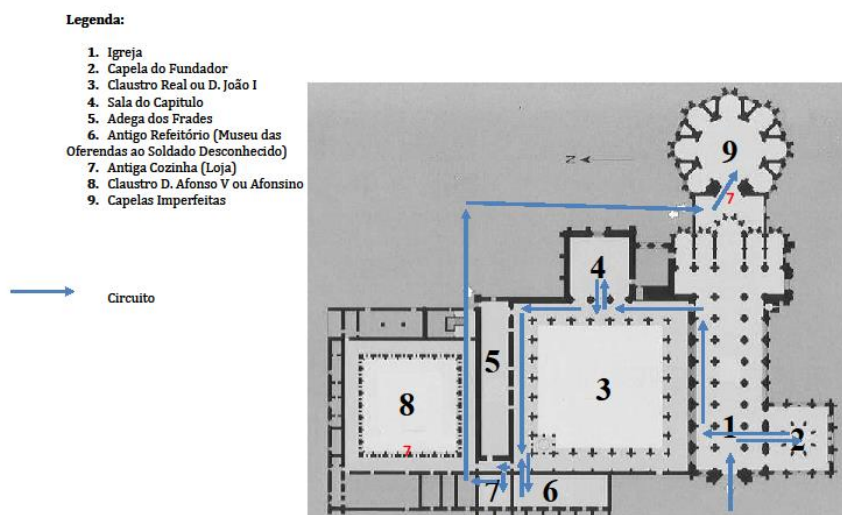 Legenda:
1. Igreja
2. Capela do Fundador
3. Claustro Real ou D. João I
4. Sala do Capitulo
5. Adega dos Frades
6. Antigo Refeitório (Museu das
Oferendas ao Soldado Desconhecido)
7. Antiga Cozinha (Loja)
8. Claustro D. Afonso V ou Afonsino
9. Capelas Imperfeitas
Circuito
9
N
7
4
5
3
8
7
1
2
7
6